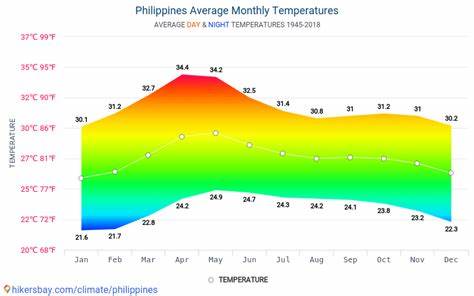 Philippines Average Monthly Temperatures
AVERAGE DAY & NIGHT TEMPERATURES 1945-2018
37°C 99°F
35°C 95°F
32°C 90°F
30°C 86°F
27°C 81°F
25°C 77°F
22°C 72°F
20°C 68°F
TEMPERATURE
30.1 31.2 32.7 34.4 34.2 32.5 31.4 30.8 31 31.2 31 30.2
21.6 21.7 22.8 24.2 24.9 24.7 24.2 24.2 24.1 23.8 23.2 22.3
Jan Feb Mar Apr May Jun Jul Aug Sep Oct Nov Dec
TEMPERATURE
hikersbay.com/climate/philippines